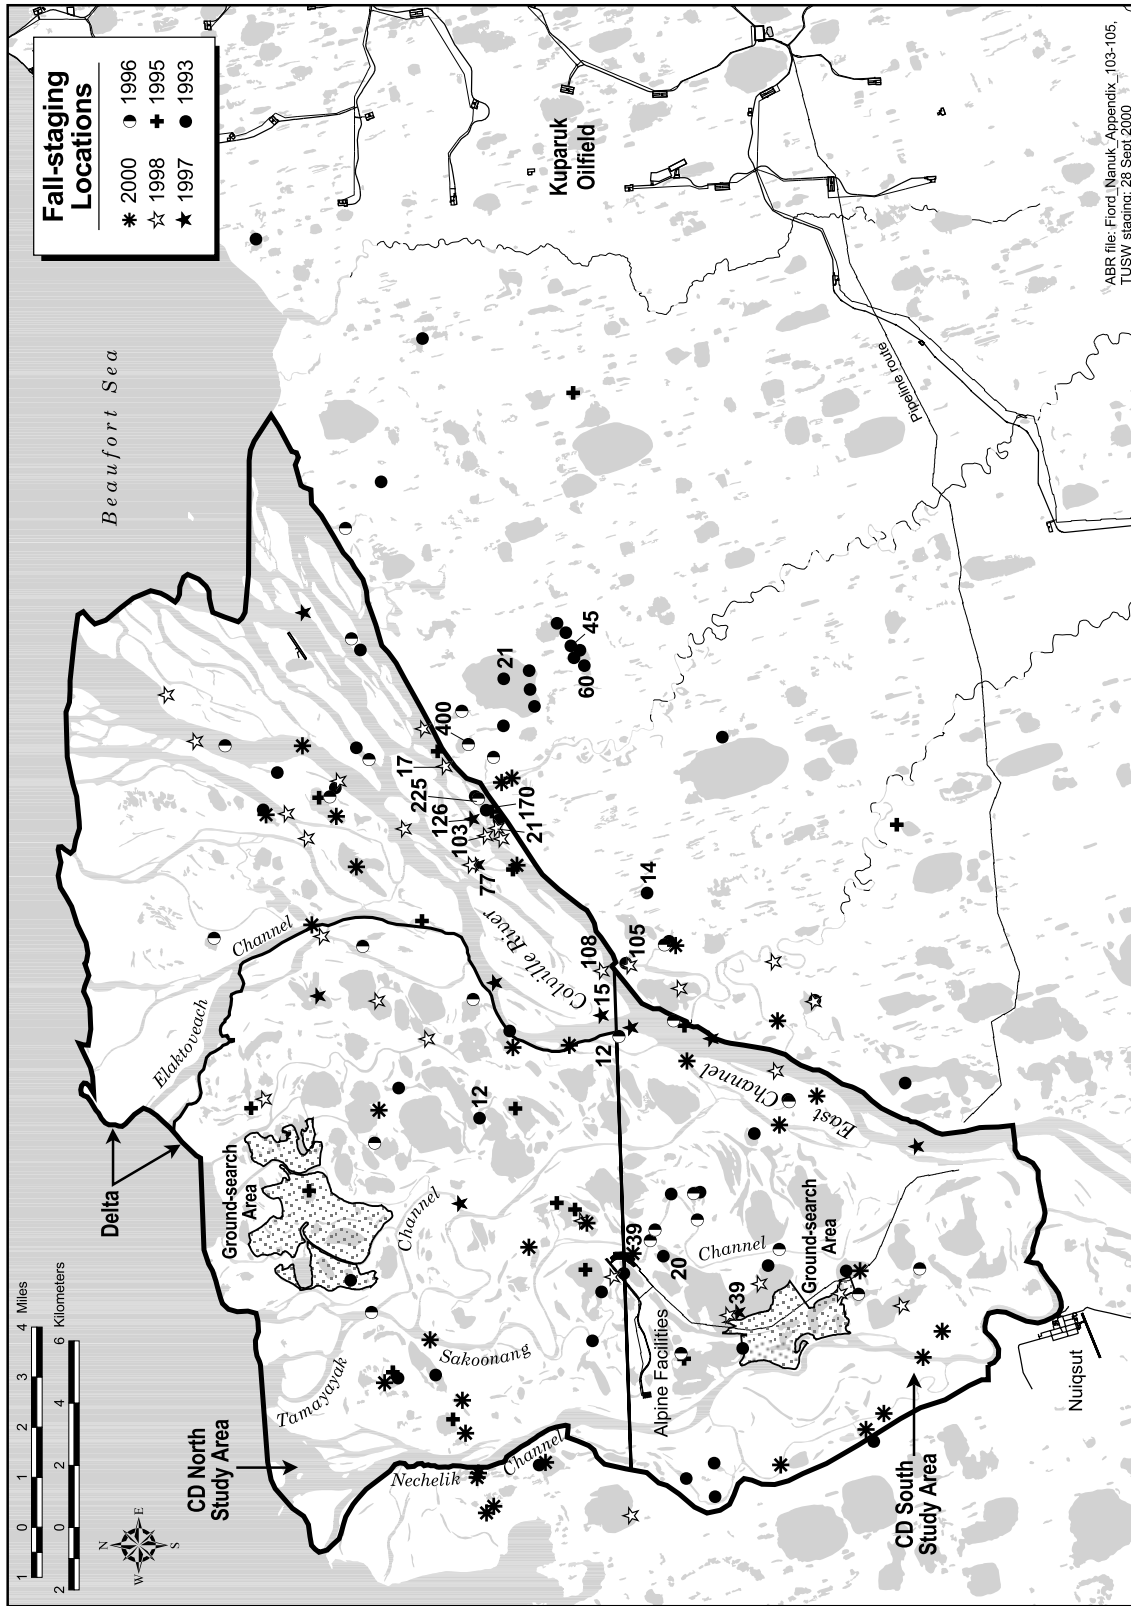 Fall-staging
Locations
2000
1998
1997
1996
1995
1993
Beaufort Sea
Kuparuk
Oilfield
Pipeline route
ABR file: Fiord_Nanuk_Appendix_103-105,
TUSW staging; 28 Sept 2000
45
60
21
400
17
225
126
103
170
21
77
14
105
108
15
12
12
Colville River
Elaktoveach
Channel
East
Channel
Delta
Ground-search
Area
Channel
39
20
Channel
39
Ground-search
Area
Alpine Facilities
Sakoonang
Tamayayak
Nechelik
Channel
CD North
Study Area
CD South
Study Area
Nuiqsut
1 0 1 2 3 4 Miles
2 0 2 4 6 Kilometers
N
E
S
W